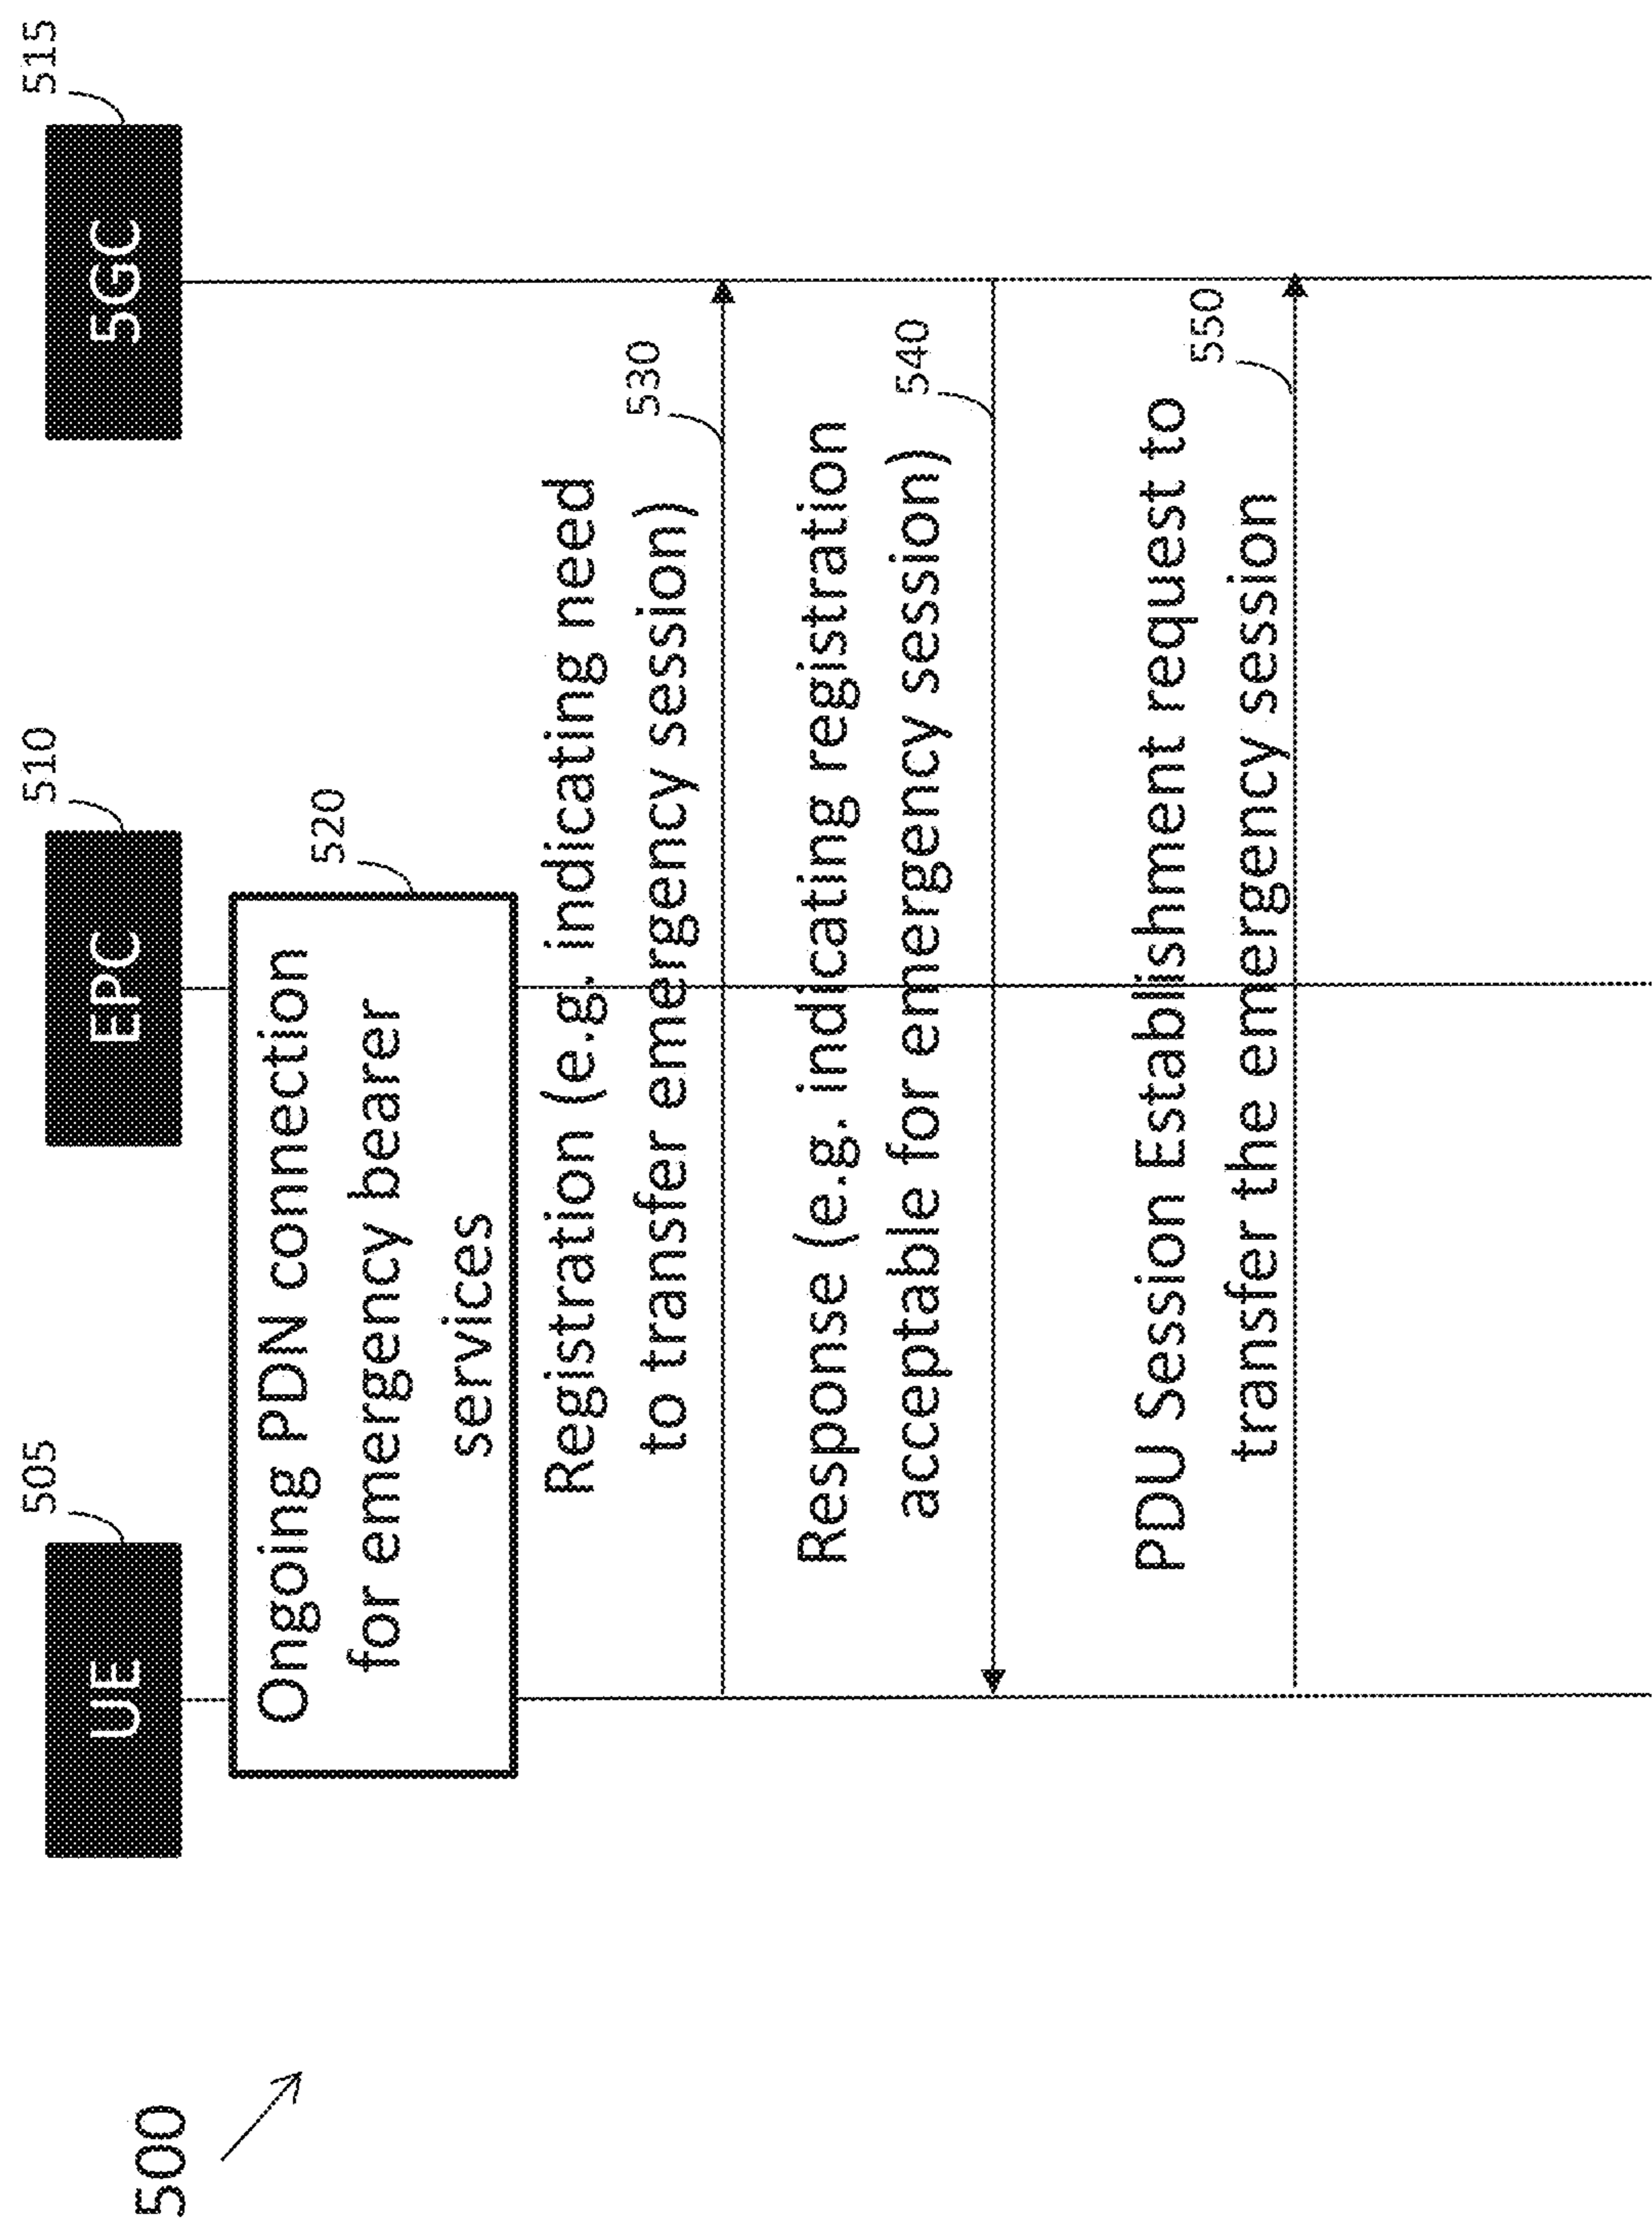 500
505
UE
510
EPC
515
5GC
520
Ongoing PDN connection
for emergency bearer
services
Registration (e.g. indicating need
to transfer emergency session)
530
Response (e.g. indicating registration
acceptable for emergency session)
540
PDU Session Establishment request to
transfer the emergency session
550